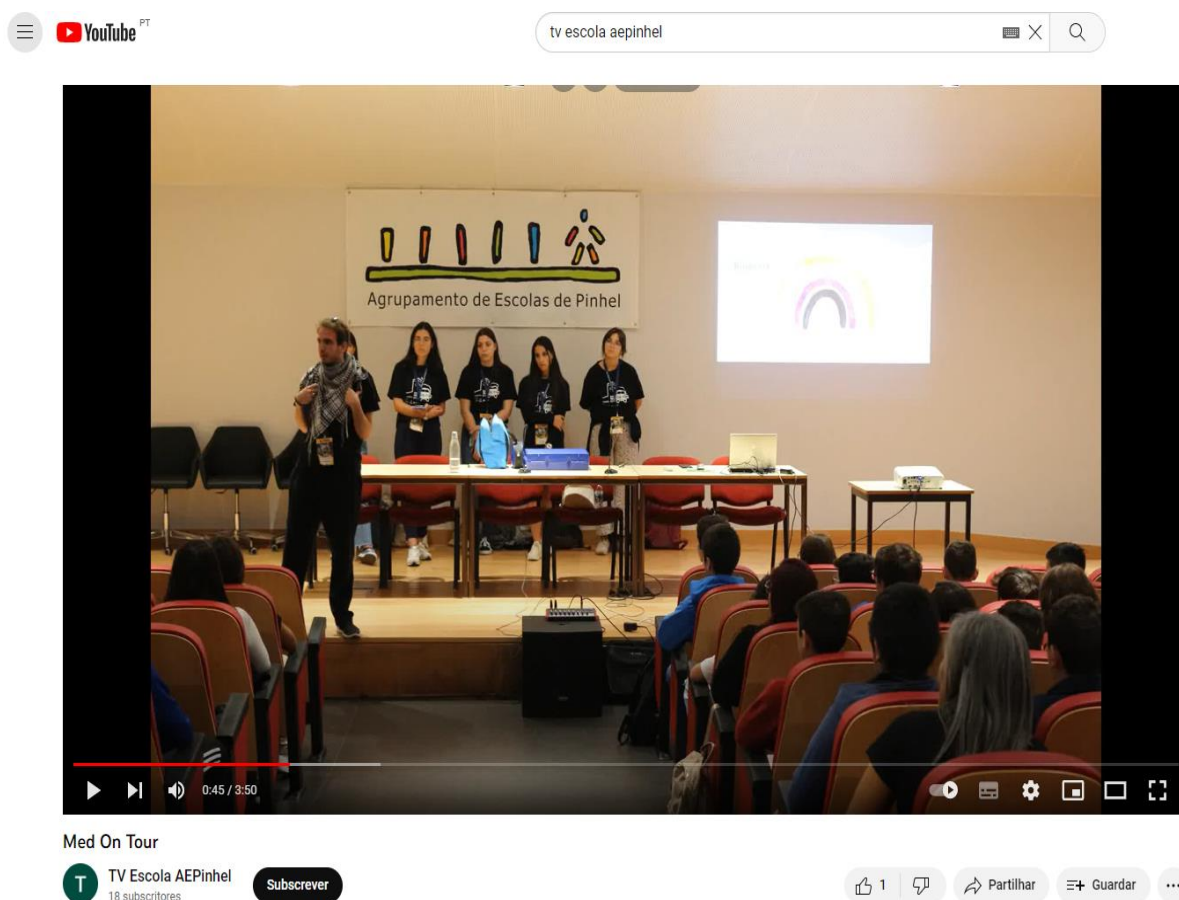 YouTube PT
tv escola aepinhel
Agrupamento de Escolas de Pinhel
0:45 / 3:50
Med On Tour
T
TV Escola AEPinhel
18 subscritores
Subscrever
1
Partilhar
Guardar